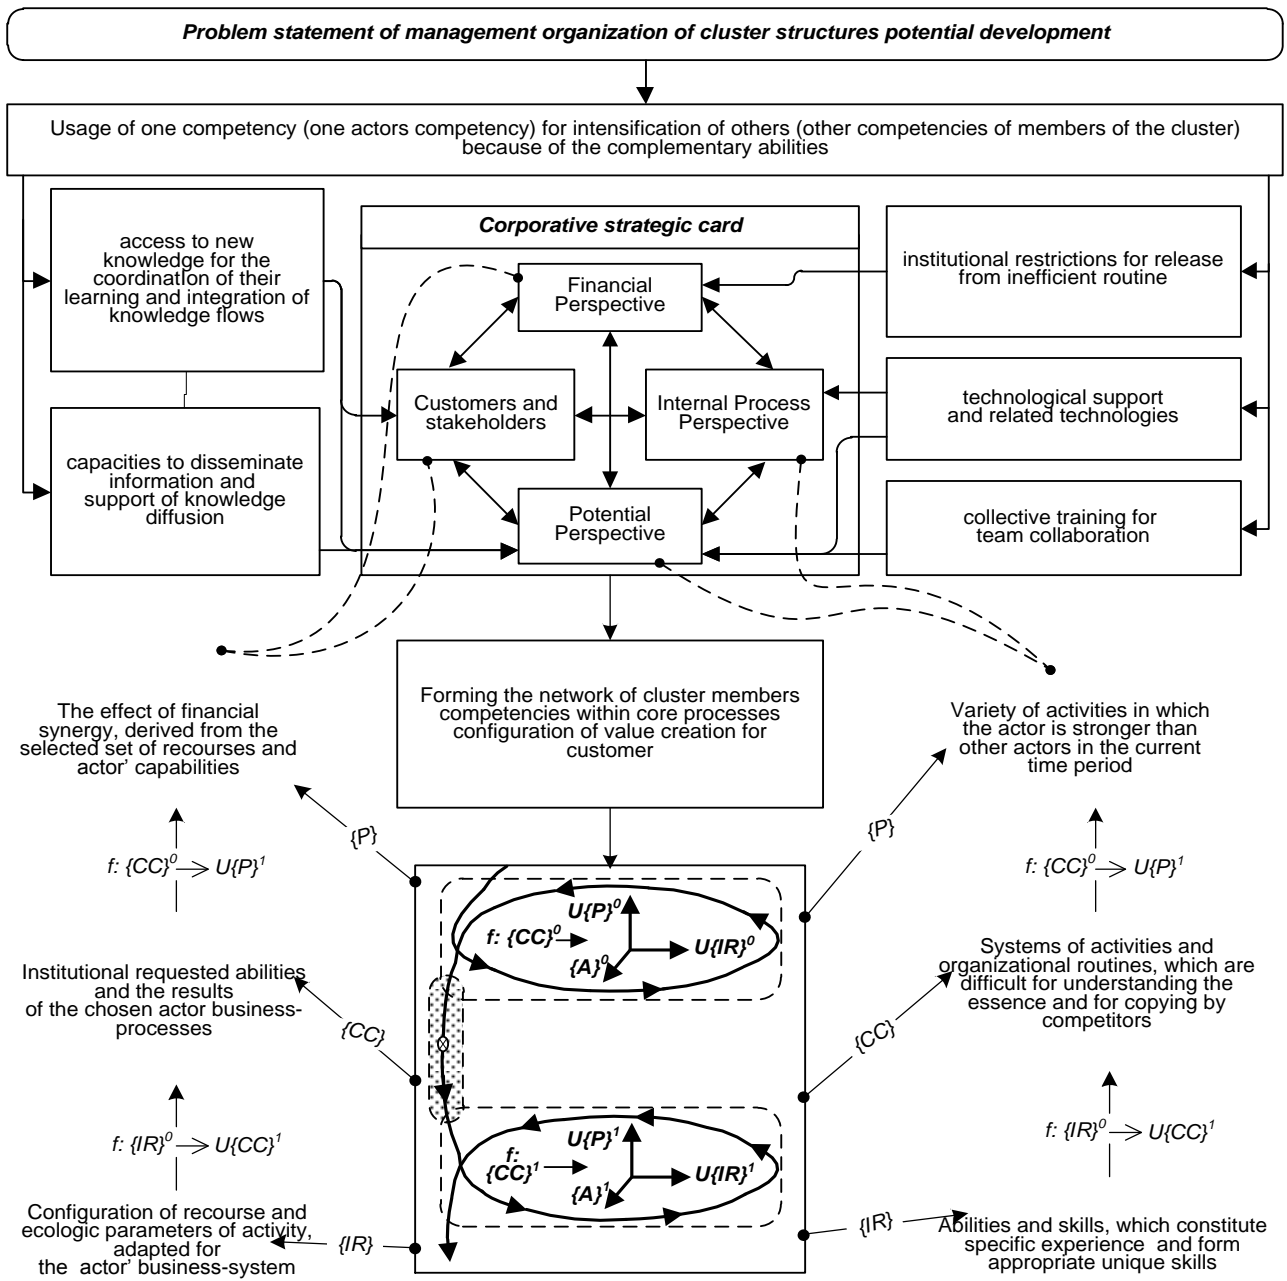 Problem statement of management organization of cluster structures potential development
Usage of one competency (one actors competency) for intensification of others (other competencies of members of the cluster)
because of the complementary abilities
access to new
knowledge for the
coordination of their
learning and integration of
knowledge flows
capacities to disseminate
information and
support of knowledge
diffusion
Corporative strategic card
Financial
Perspective
Customers and
stakeholders
Internal Process
Perspective
Potential
Perspective
institutional restrictions for release
from inefficient routine
technological support
and related technologies
collective training for
team collaboration
Forming the network of cluster members
competencies within core processes
configuration of value creation for
customer
The effect of financial
synergy, derived from the
selected set of recourses and
actor' capabilities
f: {CC}⁰ → U{P}¹
Institutional requested abilities
and the results
of the chosen actor business-
processes
f: {IR}⁰ → U{CC}¹
Configuration of recourse and
ecologic parameters of activity,
adapted for
the actor' business-system
{P}
{CC}
{IR}
U{P}⁰
f: {CC}⁰
U{IR}⁰
{A}⁰
U{P}¹
f:
{CC}¹
U{IR}¹
{A}¹
{P}
{CC}
{IR}
Variety of activities in which
the actor is stronger than
other actors in the current
time period
f: {CC}⁰ → U{P}¹
Systems of activities and
organizational routines, which are
difficult for understanding the
essence and for copying by
competitors
f: {IR}⁰ → U{CC}¹
Abilities and skills, which constitute
specific experience and form
appropriate unique skills